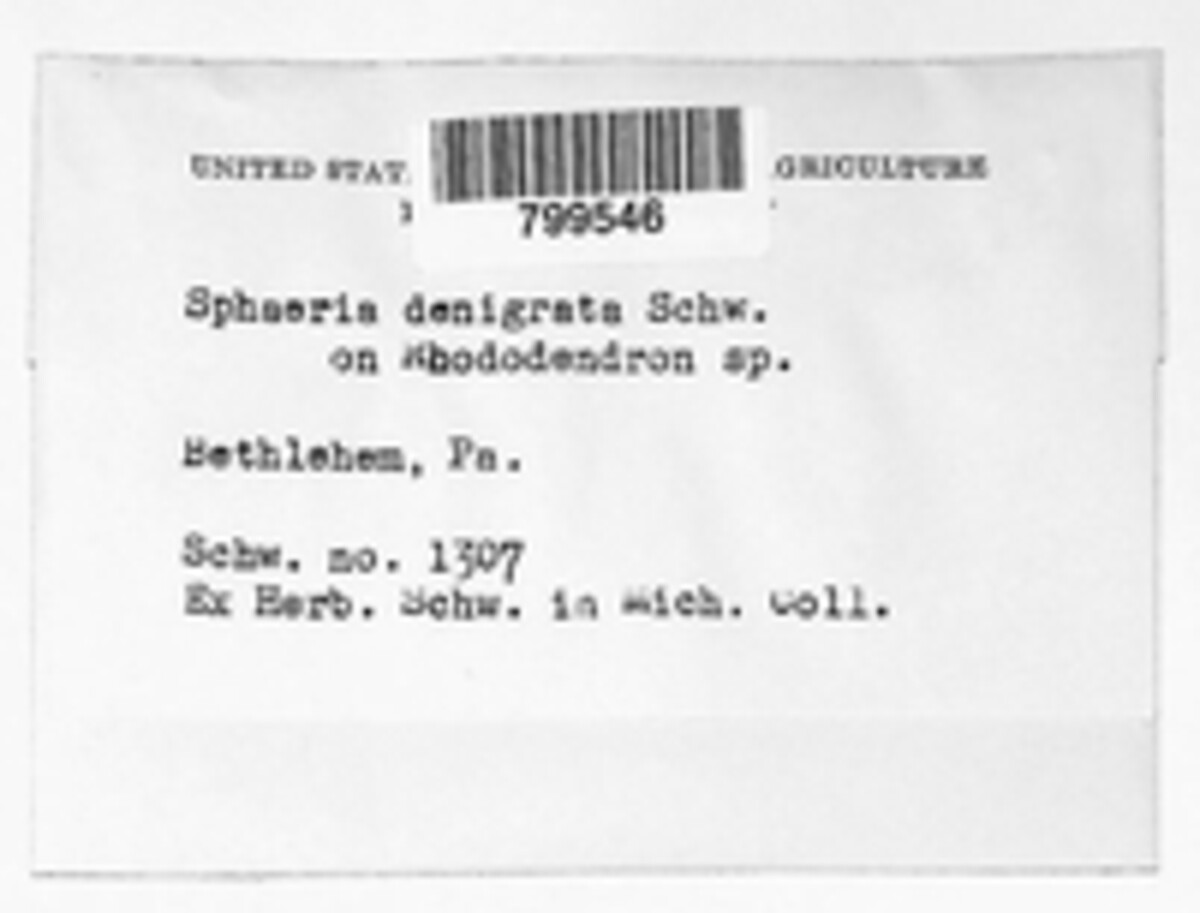 UNITED STAT GRICULTURE
799546
Sphaeria denigrata Schw.
on Rhododendron sp.
Bethlehem, Pa.
Schw. no. 1307
Ex Herb. Schw. in Mich. Coll.